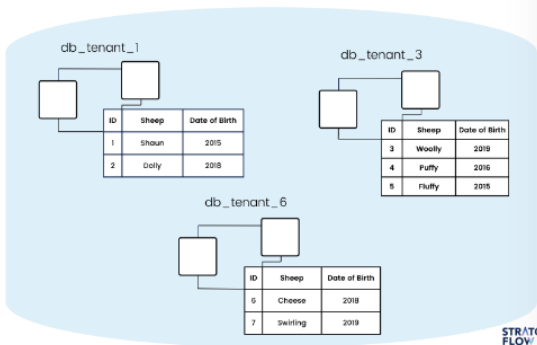 db_tenant_1
ID Sheep Date of Birth
1 Shaun 2015
2 Dolly 2018
db_tenant_3
ID Sheep Date of Birth
3 Woolly 2019
4 Puffy 2016
5 Fluffy 2015
db_tenant_6
ID Sheep Date of Birth
6 Cheese 2018
7 Swirling 2019
STRATO
FLOW